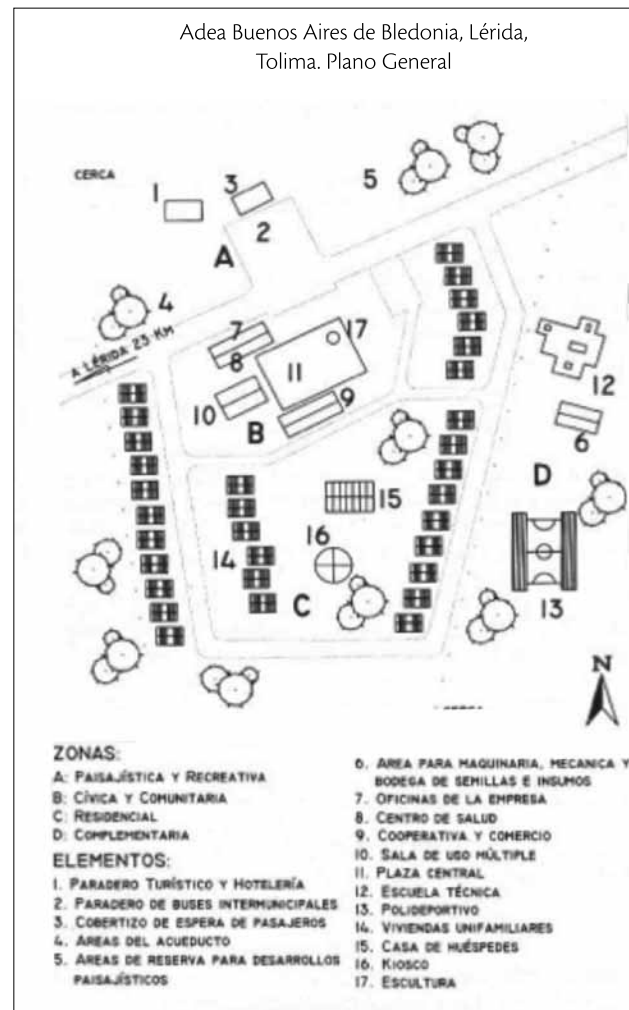 Adea Buenos Aires de Bledonia, Lérida,
Tolima. Plano General
CERCA
1
3
2
5
A
4
A LÉRIDA 23 KM
7
8
17
11
10
9
B
12
6
D
15
16
14
C
13
N
ZONAS:
A: PAISAJÍSTICA Y RECREATIVA
B: CÍVICA Y COMUNITARIA
C: RESIDENCIAL
D: COMPLEMENTARIA
ELEMENTOS:
1. PARADERO TURÍSTICO Y HOTELERÍA
2. PARADERO DE BUSES INTERMUNICIPALES
3. COBERTIZO DE ESPERA DE PASAJEROS
4. AREAS DEL ACUEDUCTO
5. AREAS DE RESERVA PARA DESARROLLOS
PAISAJÍSTICOS
6. AREA PARA MAQUINARIA, MECANICA Y
BODEGA DE SEMILLAS E INSUMOS
7. OFICINAS DE LA EMPRESA
8. CENTRO DE SALUD
9. COOPERATIVA Y COMERCIO
10. SALA DE USO MÚLTIPLE
11. PLAZA CENTRAL
12. ESCUELA TÉCNICA
13. POLIDEPORTIVO
14. VIVIENDAS UNIFAMILIARES
15. CASA DE HUÉSPEDES
16. KIOSCO
17. ESCULTURA